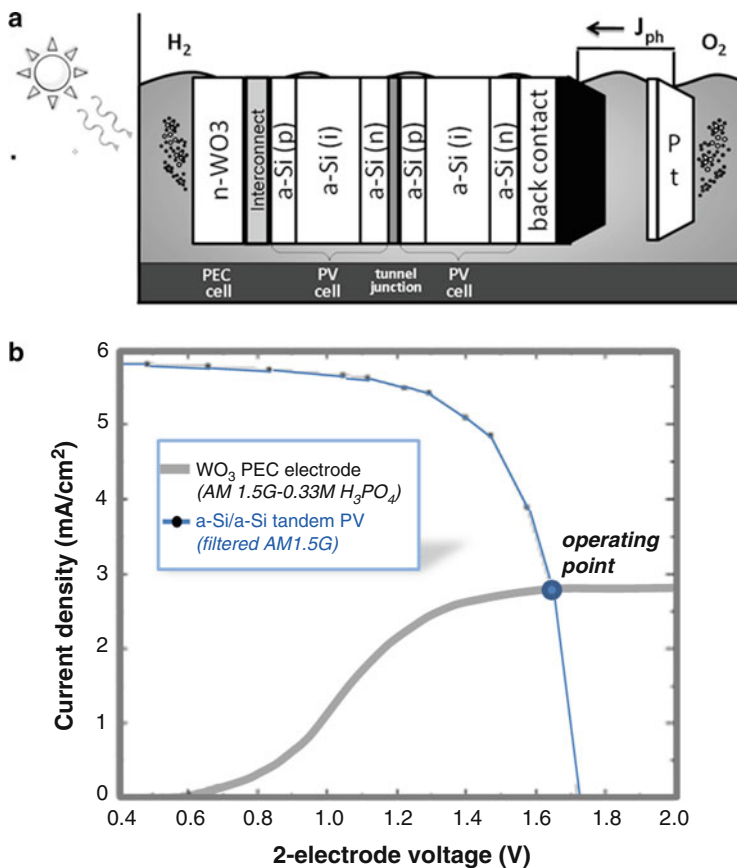 a
H₂
J_ph
O₂
n-WO3
Interconnect
a-Si (p)
a-Si (i)
a-Si (n)
a-Si (p)
a-Si (i)
a-Si (n)
back contact
Pt
PEC
cell
PV
cell
tunnel
junction
PV
cell
b
6
5
4
3
2
1
0
Current density (mA/cm²)
WO₃ PEC electrode
(AM 1.5G-0.33M H₃PO₄)
a-Si/a-Si tandem PV
(filtered AM1.5G)
operating
point
0.4 0.6 0.8 1.0 1.2 1.4 1.6 1.8 2.0
2-electrode voltage (V)